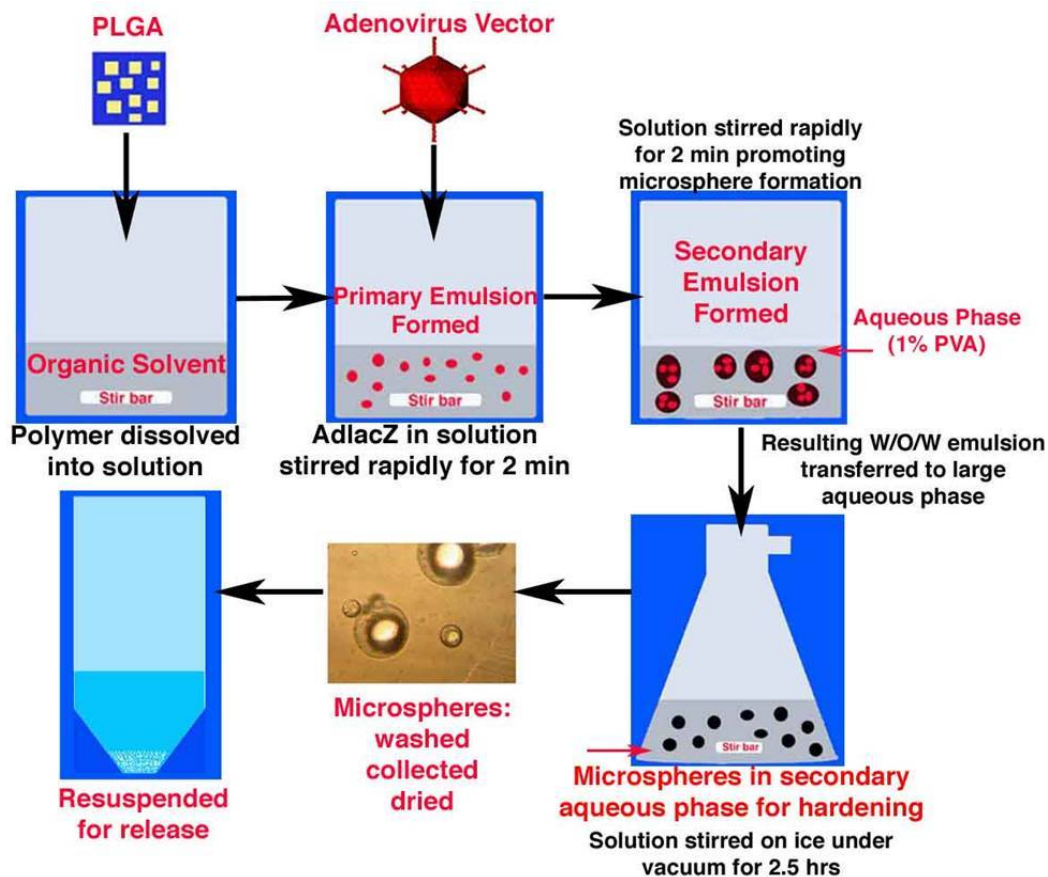 PLGA
Adenovirus Vector
Solution stirred rapidly
for 2 min promoting
microsphere formation
Organic Solvent
Stir bar
Polymer dissolved
into solution
Primary Emulsion
Formed
Stir bar
AdlacZ in solution
stirred rapidly for 2 min
Secondary
Emulsion
Formed
Stir bar
Aqueous Phase
(1% PVA)
Resulting W/O/W emulsion
transferred to large
aqueous phase
Stir bar
Microspheres in secondary
aqueous phase for hardening
Solution stirred on ice under
vacuum for 2.5 hrs
Microspheres:
washed
collected
dried
Resuspended
for release